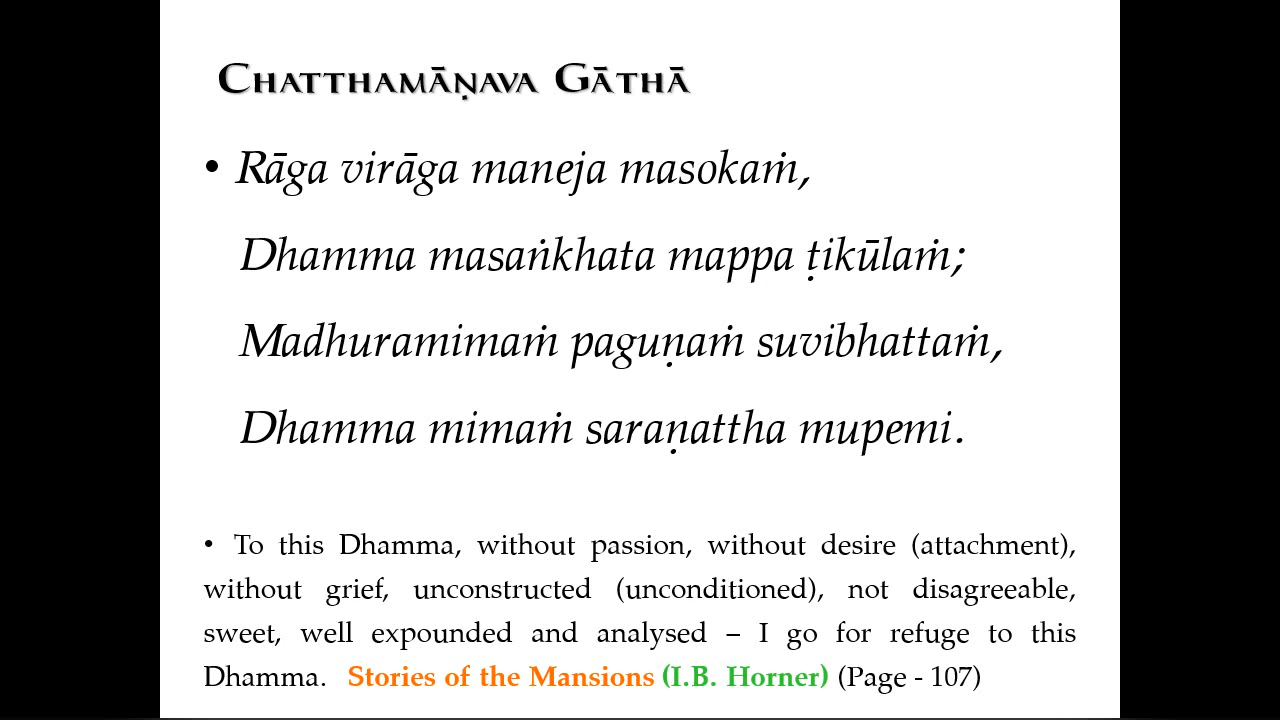 Chatthamāṇava Gāthā
• Rāga virāga maneja masokaṁ,
Dhamma masaṅkhata mappa ṭikūlaṁ;
Madhuramimaṁ paguṇaṁ suvibhattaṁ,
Dhamma mimaṁ saraṇattha mupemi.
• To this Dhamma, without passion, without desire (attachment),
without grief, unconstructed (unconditioned), not disagreeable,
sweet, well expounded and analysed – I go for refuge to this
Dhamma. Stories of the Mansions (I.B. Horner) (Page - 107)